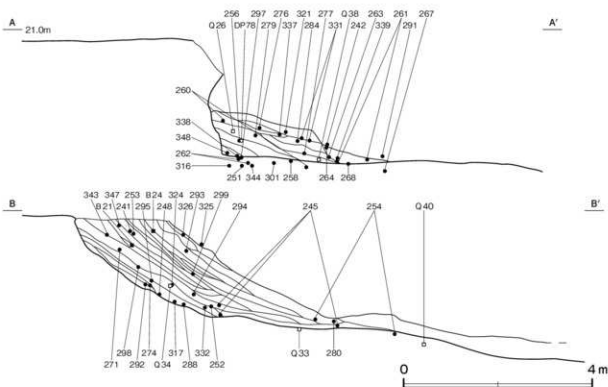 256 297 276 321 277 Q38 263 261 267
A Q26 DP78 279 337 284 331 242 339 291 A′
21.0m
260
338
348
262
316
251 344 301 258 264 268
343 347 253 B24 324 293 299
B B21 241 295 248 326 325 294 245 254 Q40 B′
298 274 317 332 Q33 280
271 292 Q34 288 252
0 4m